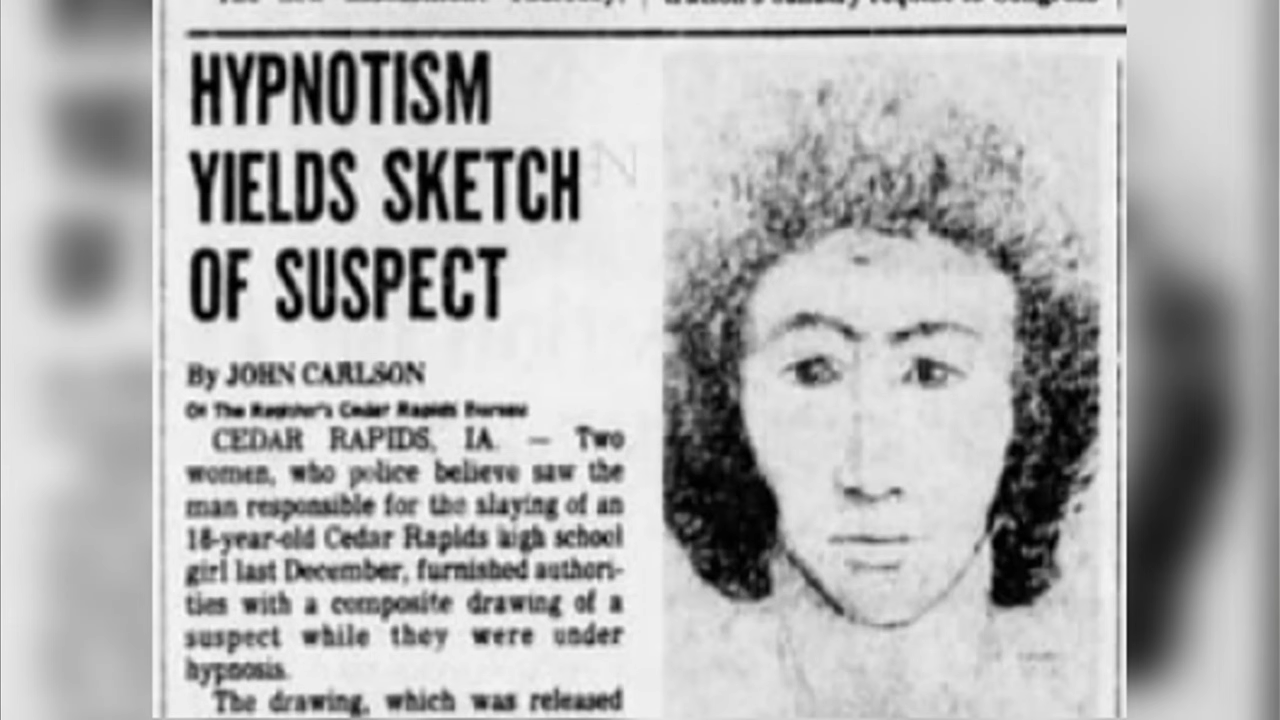 HYPNOTISM
YIELDS SKETCH
OF SUSPECT
By JOHN CARLSON
Of The Register's Cedar Rapids Bureau
CEDAR RAPIDS, IA. — Two
women, who police believe saw the
man responsible for the slaying of an
18-year-old Cedar Rapids high school
girl last December, furnished authori-
ties with a composite drawing of a
suspect while they were under
hypnosis.
The drawing, which was released